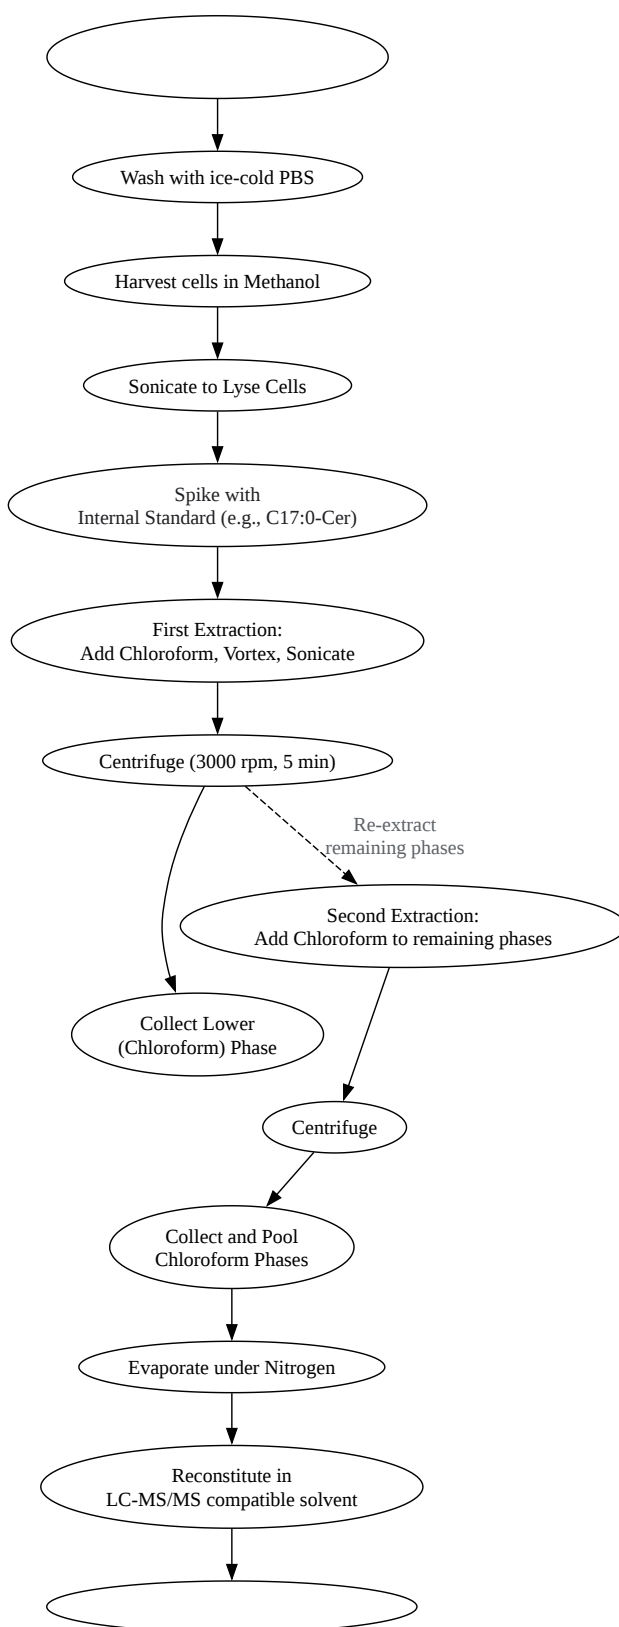 Wash with ice-cold PBS
Harvest cells in Methanol
Sonicate to Lyse Cells
Spike with
Internal Standard (e.g., C17:0-Cer)
First Extraction:
Add Chloroform, Vortex, Sonicate
Centrifuge (3000 rpm, 5 min)
Re-extract
remaining phases
Second Extraction:
Add Chloroform to remaining phases
Collect Lower
(Chloroform) Phase
Centrifuge
Collect and Pool
Chloroform Phases
Evaporate under Nitrogen
Reconstitute in
LC-MS/MS compatible solvent